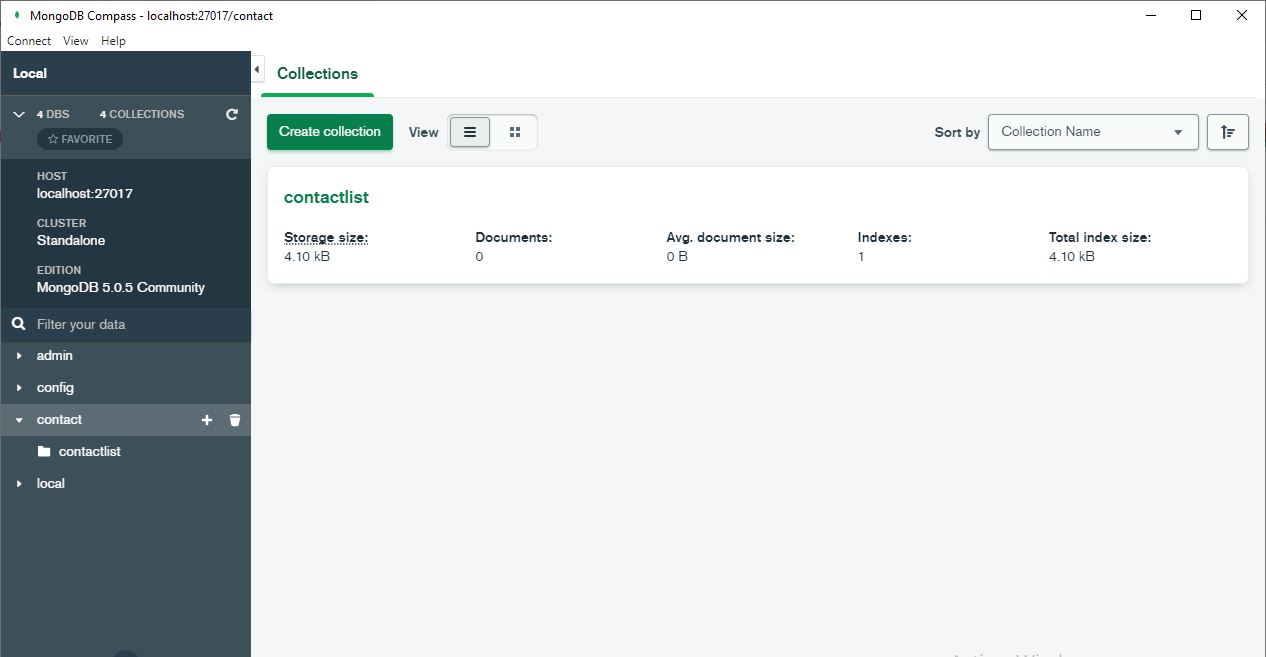 MongoDB Compass - localhost:27017/contact
Connect View Help
Local
Collections
4 DBS 4 COLLECTIONS
FAVORITE
Create collection View Sort by Collection Name
HOST
localhost:27017
CLUSTER
Standalone
EDITION
MongoDB 5.0.5 Community
Filter your data
admin
config
contact
contactlist
local
contactlist
Storage size: Documents: Avg. document size: Indexes: Total index size:
4.10 kB 0 0 B 1 4.10 kB